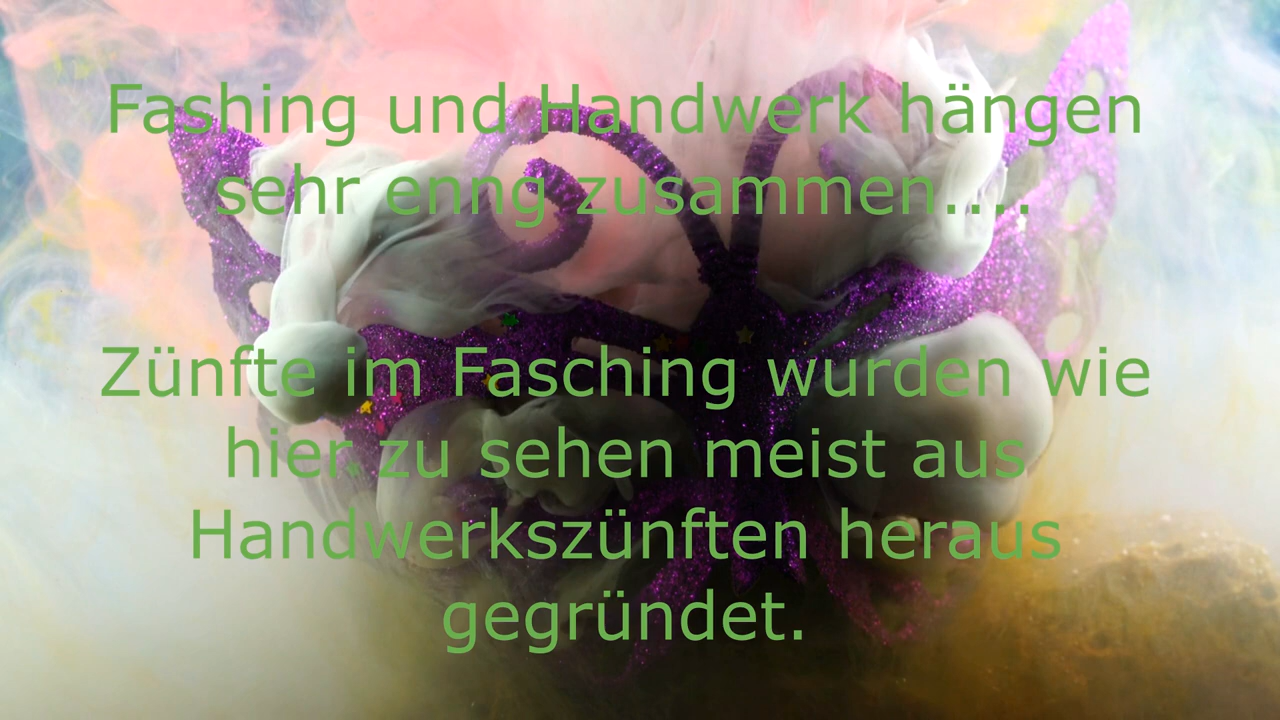 Fashing und Handwerk hängen
sehr enng zusammen....
Zünfte im Fasching wurden wie
hier zu sehen meist aus
Handwerkszünften heraus
gegründet.